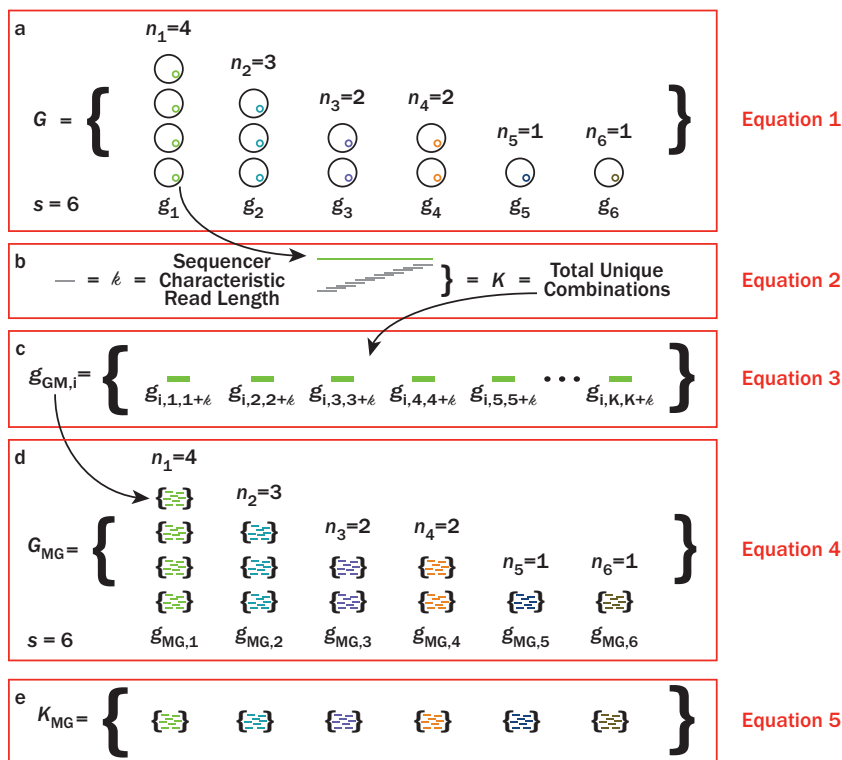 a
n1=4
n2=3
n3=2
n4=2
n5=1
n6=1
G = { }
Equation 1
s = 6
g1 g2 g3 g4 g5 g6
b
— = k = Sequencer Characteristic Read Length
} = K = Total Unique Combinations
Equation 2
c
gGM,i= { }
gi,1,1+k gi,2,2+k gi,3,3+k gi,4,4+k gi,5,5+k ••• gi,K,K+k
Equation 3
d
n1=4
n2=3
n3=2
n4=2
n5=1
n6=1
GMG= { }
Equation 4
s = 6
gMG,1 gMG,2 gMG,3 gMG,4 gMG,5 gMG,6
e
KMG= { }
Equation 5